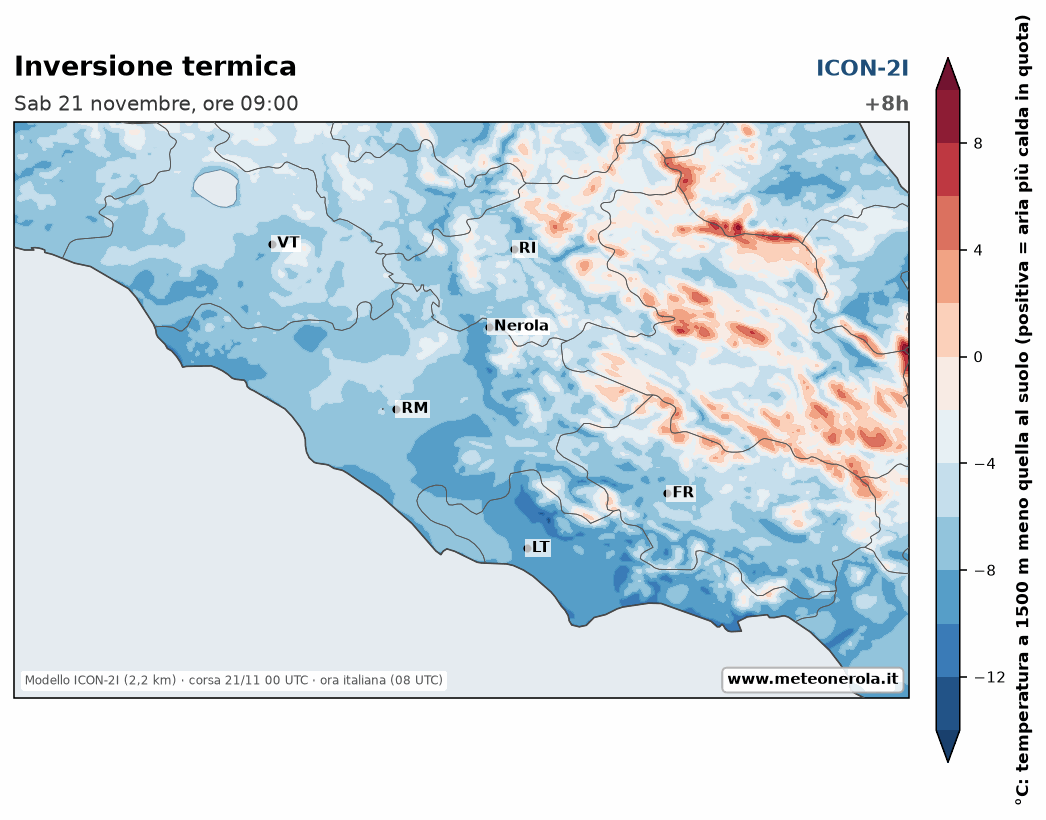 Inversione termica
ICON-2I
Sab 21 novembre, ore 09:00
+8h
VT
RI
Nerola
RM
FR
LT
Modello ICON-2I (2,2 km) · corsa 21/11 00 UTC · ora italiana (08 UTC)
www.meteonerola.it
8
4
0
−4
−8
−12
°C: temperatura a 1500 m meno quella al suolo (positiva = aria più calda in quota)